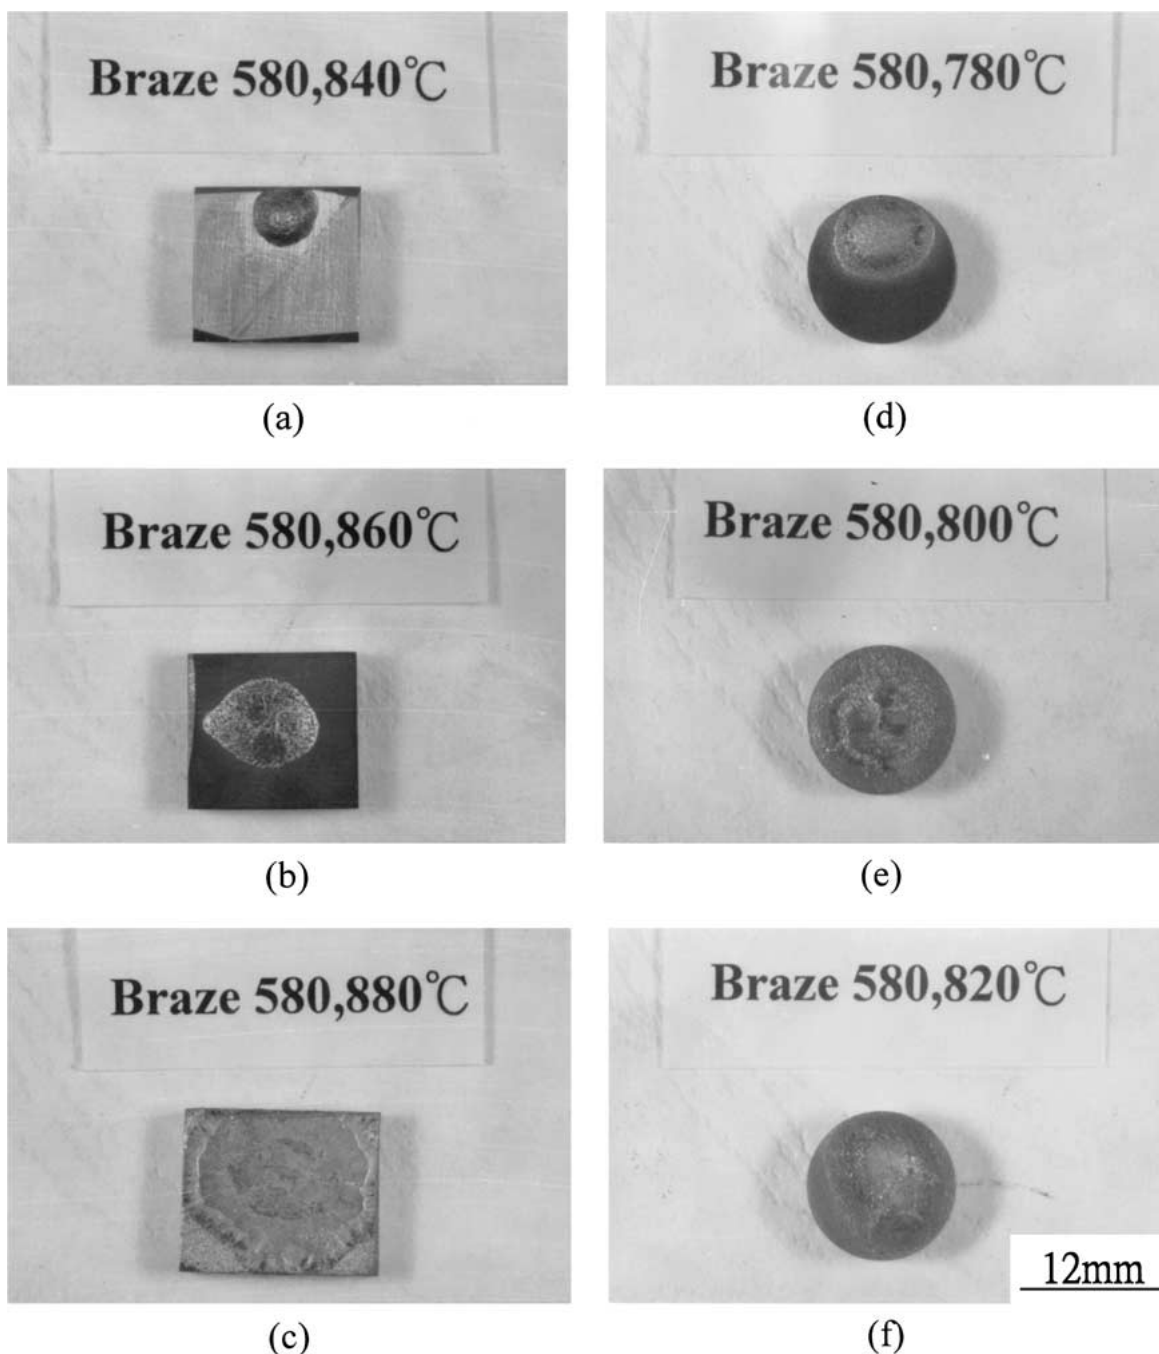 Braze 580,840℃
(a)
Braze 580,860℃
(b)
Braze 580,880℃
(c)
Braze 580,780℃
(d)
Braze 580,800℃
(e)
Braze 580,820℃
12mm
(f)